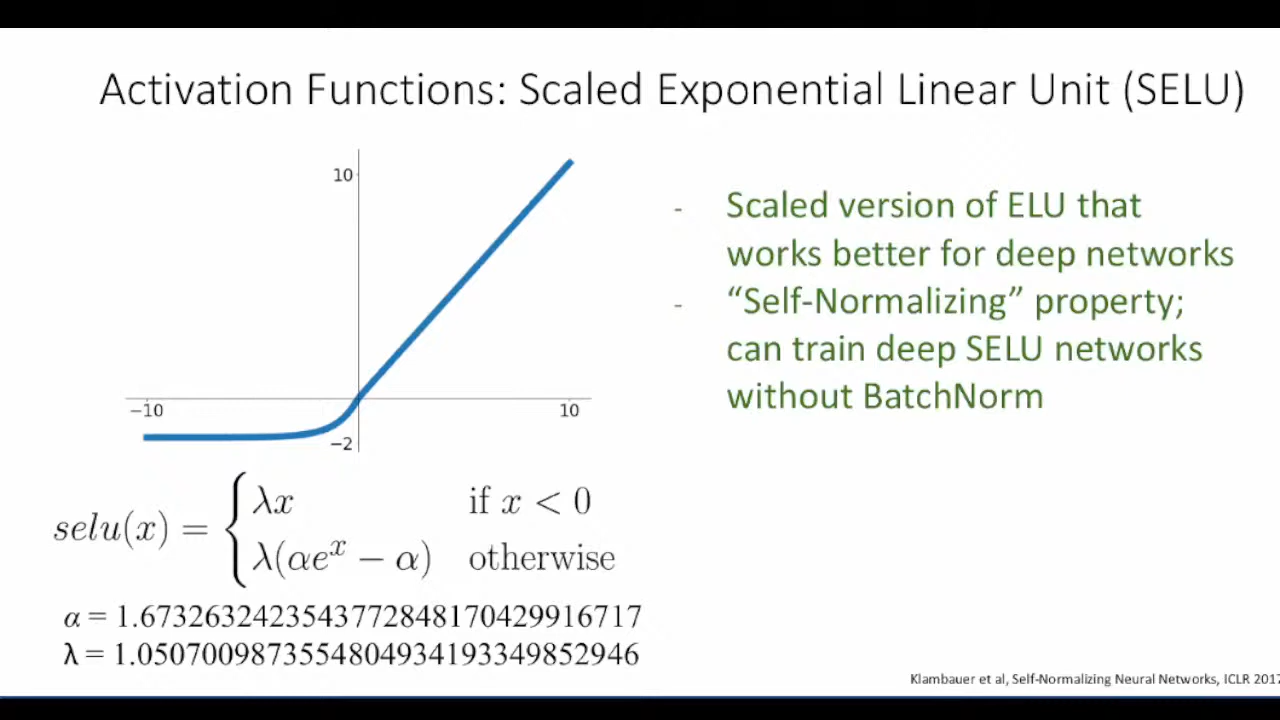 Activation Functions: Scaled Exponential Linear Unit (SELU)
10
−10
10
−2
- Scaled version of ELU that
works better for deep networks
- “Self-Normalizing” property;
can train deep SELU networks
without BatchNorm
selu(x) = { λx if x < 0
λ(αeˣ − α) otherwise
α = 1.6732632423543772848170429916717
λ = 1.0507009873554804934193349852946
Klambauer et al, Self-Normalizing Neural Networks, ICLR 2017